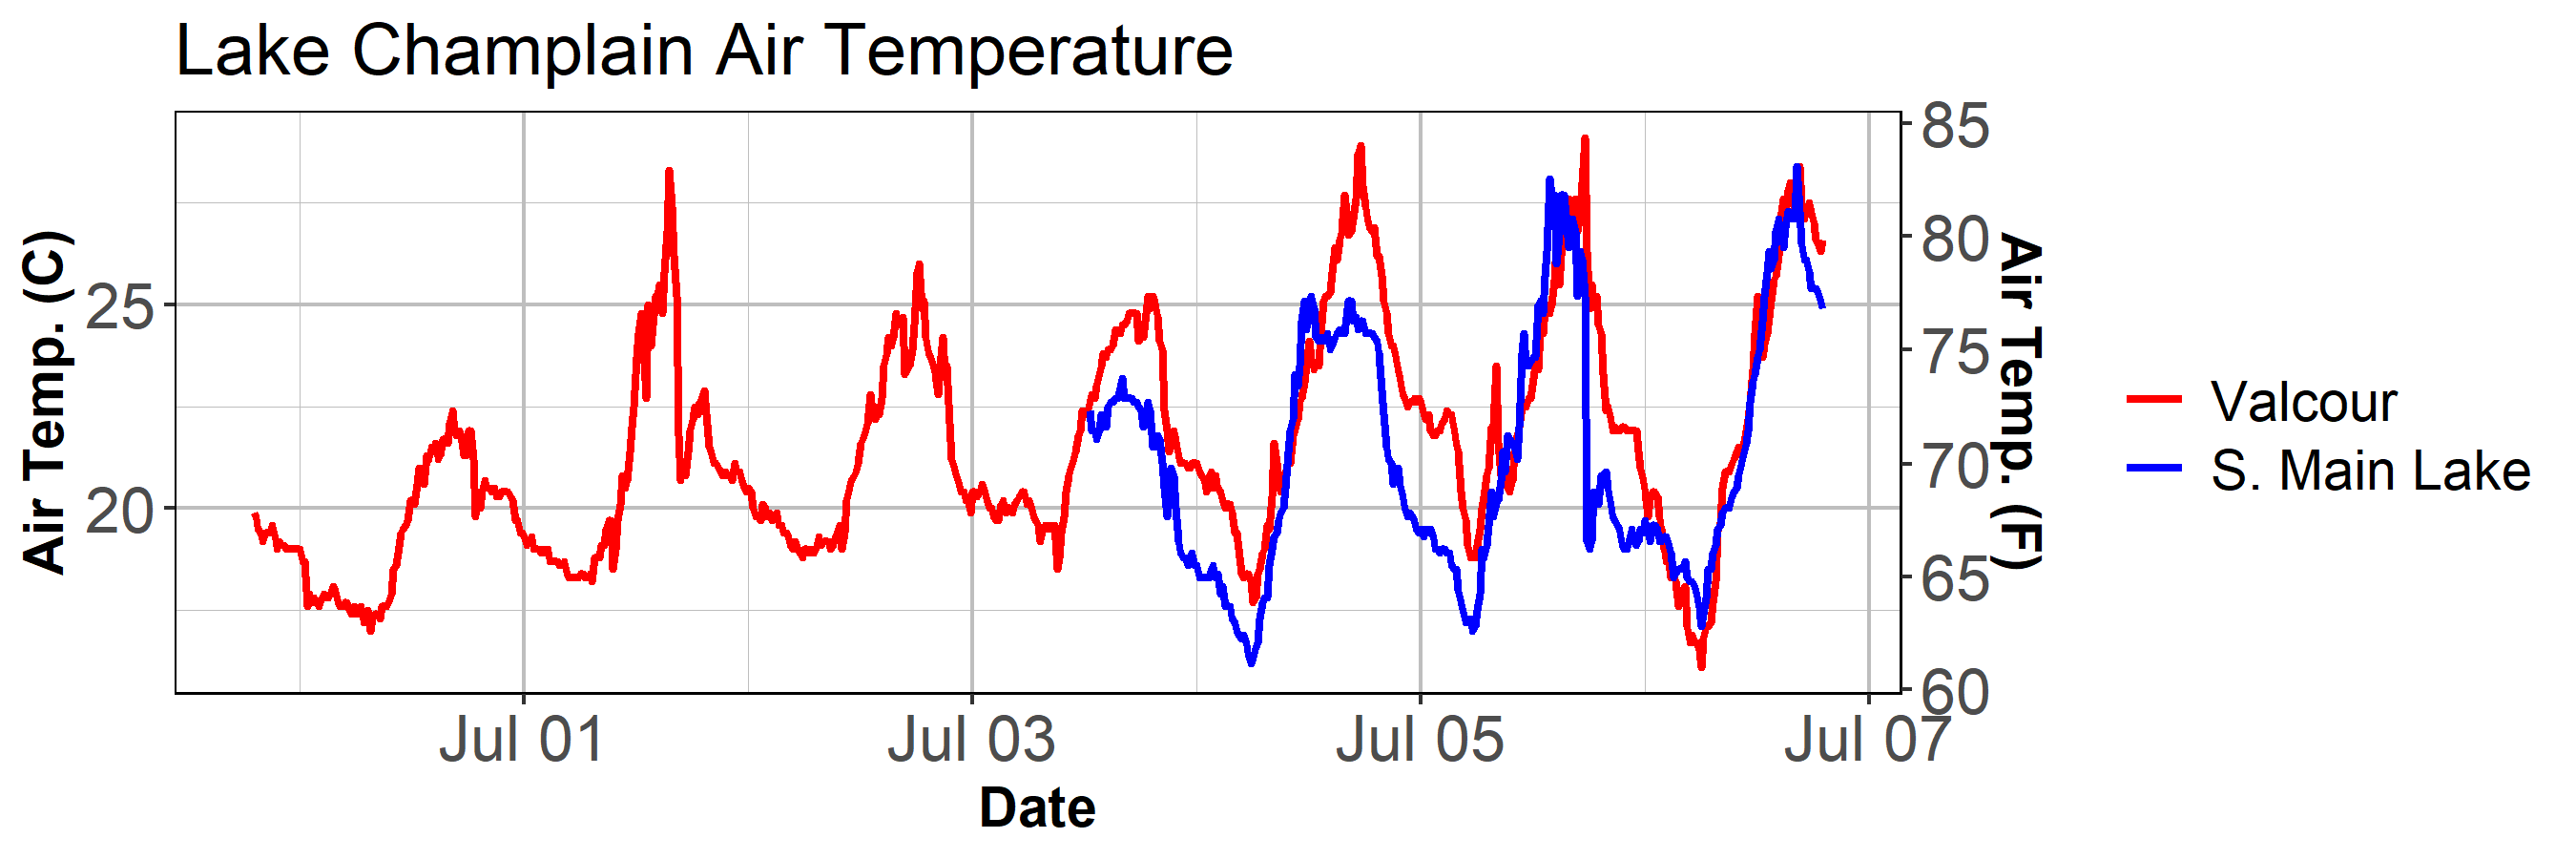 Lake Champlain Air Temperature
Air Temp. (C)
25
20
85
80
75
70
65
60
Air Temp. (F)
Jul 01
Jul 03
Jul 05
Jul 07
Date
Valcour
S. Main Lake